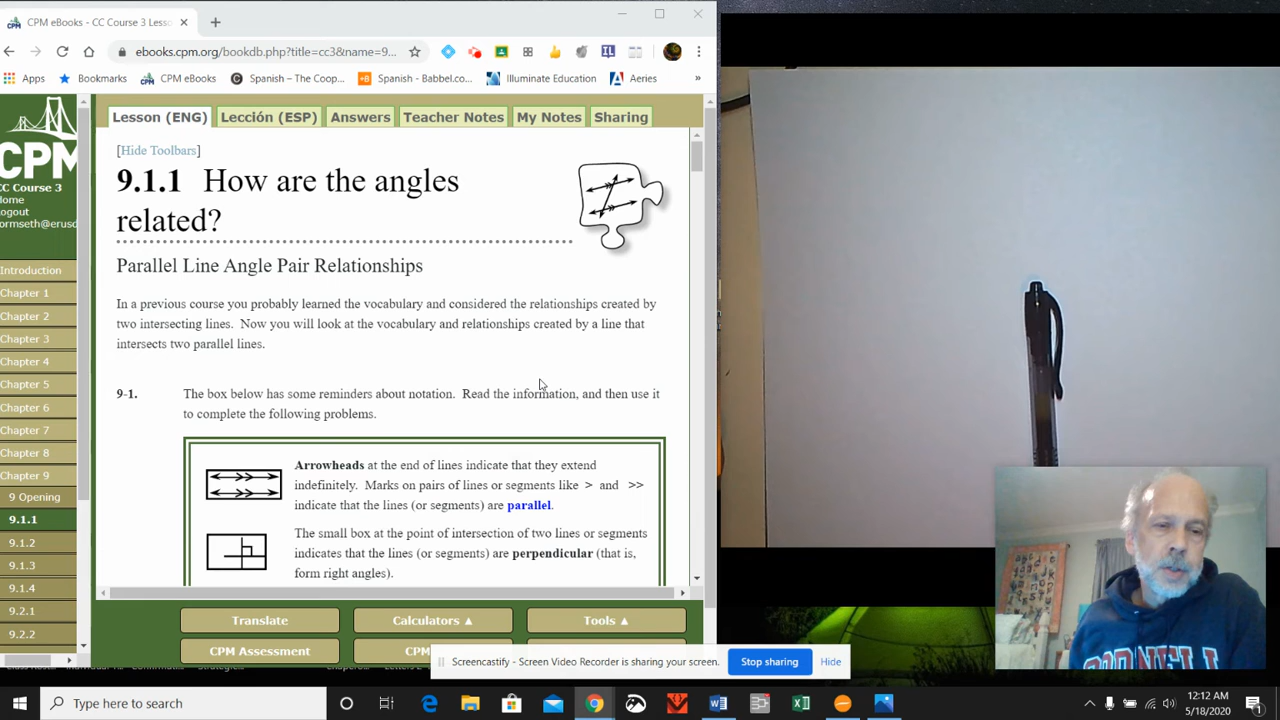 CPM eBooks - CC Course 3 Lesso
ebooks.cpm.org/bookdb.php?title=cc3&name=9...
Apps
Bookmarks
CPM eBooks
Spanish – The Coop...
Spanish - Babbel.co...
Illuminate Education
Aeries
»
CPM
CC Course 3
Home
Logout
ormseth@erusd
Introduction
Chapter 1
Chapter 2
Chapter 3
Chapter 4
Chapter 5
Chapter 6
Chapter 7
Chapter 8
Chapter 9
9 Opening
9.1.1
9.1.2
9.1.3
9.1.4
9.2.1
9.2.2
Lesson (ENG)
Lección (ESP)
Answers
Teacher Notes
My Notes
Sharing
[Hide Toolbars]
9.1.1 How are the angles
related?
Parallel Line Angle Pair Relationships
In a previous course you probably learned the vocabulary and considered the relationships created by
two intersecting lines. Now you will look at the vocabulary and relationships created by a line that
intersects two parallel lines.
9-1. The box below has some reminders about notation. Read the information, and then use it
to complete the following problems.
Arrowheads at the end of lines indicate that they extend
indefinitely. Marks on pairs of lines or segments like > and >>
indicate that the lines (or segments) are parallel.
The small box at the point of intersection of two lines or segments
indicates that the lines (or segments) are perpendicular (that is,
form right angles).
Translate
Calculators ▲
Tools ▲
CPM Assessment
CPM
Screencastify - Screen Video Recorder is sharing your screen.
Stop sharing
Hide
Type here to search
12:12 AM
5/18/2020
1